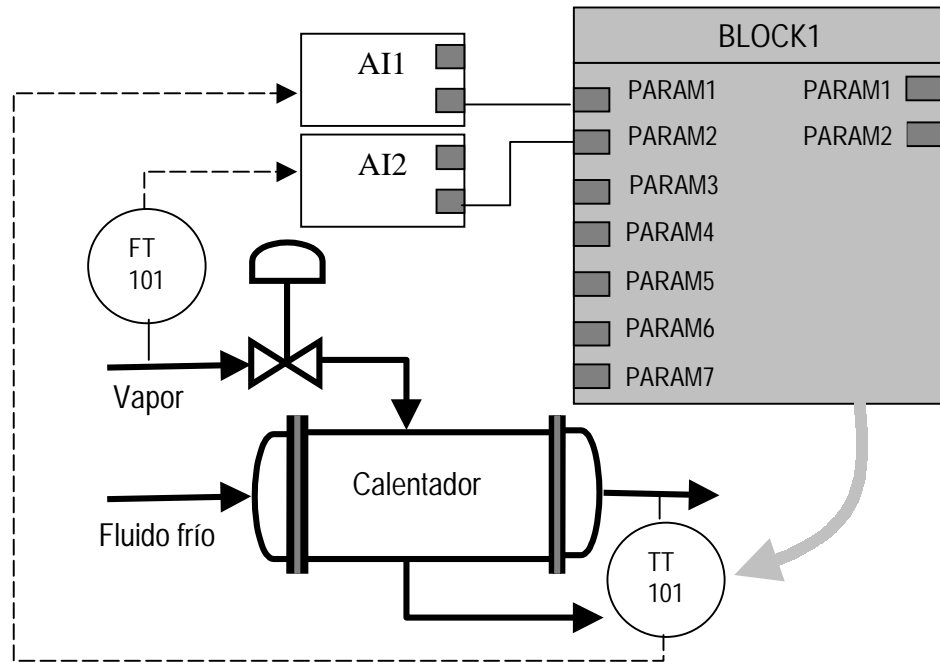 BLOCK1
AI1
PARAM1 PARAM1
PARAM2 PARAM2
AI2
PARAM3
PARAM4
FT
101
PARAM5
PARAM6
PARAM7
Vapor
Calentador
Fluido frío
TT
101